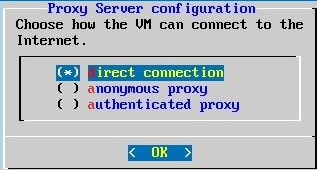 Proxy Server configuration
Choose how the VM can connect to the
Internet.
(*) direct connection
( ) anonymous proxy
( ) authenticated proxy
< OK >